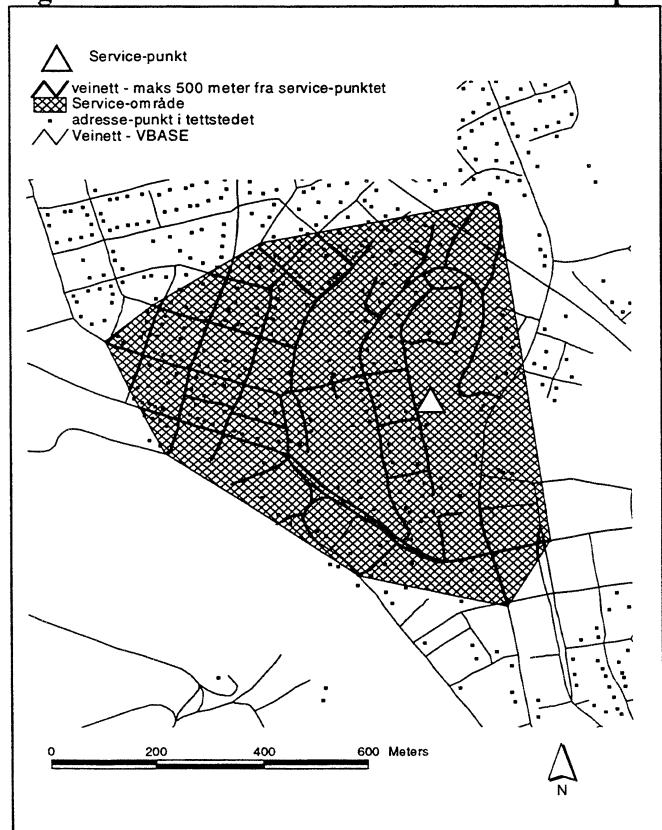 Service-punkt
veinett - maks 500 meter fra service-punktet
Service-område
adresse-punkt i tettstedet
Veinett - VBASE
0 200 400 600 Meters
N